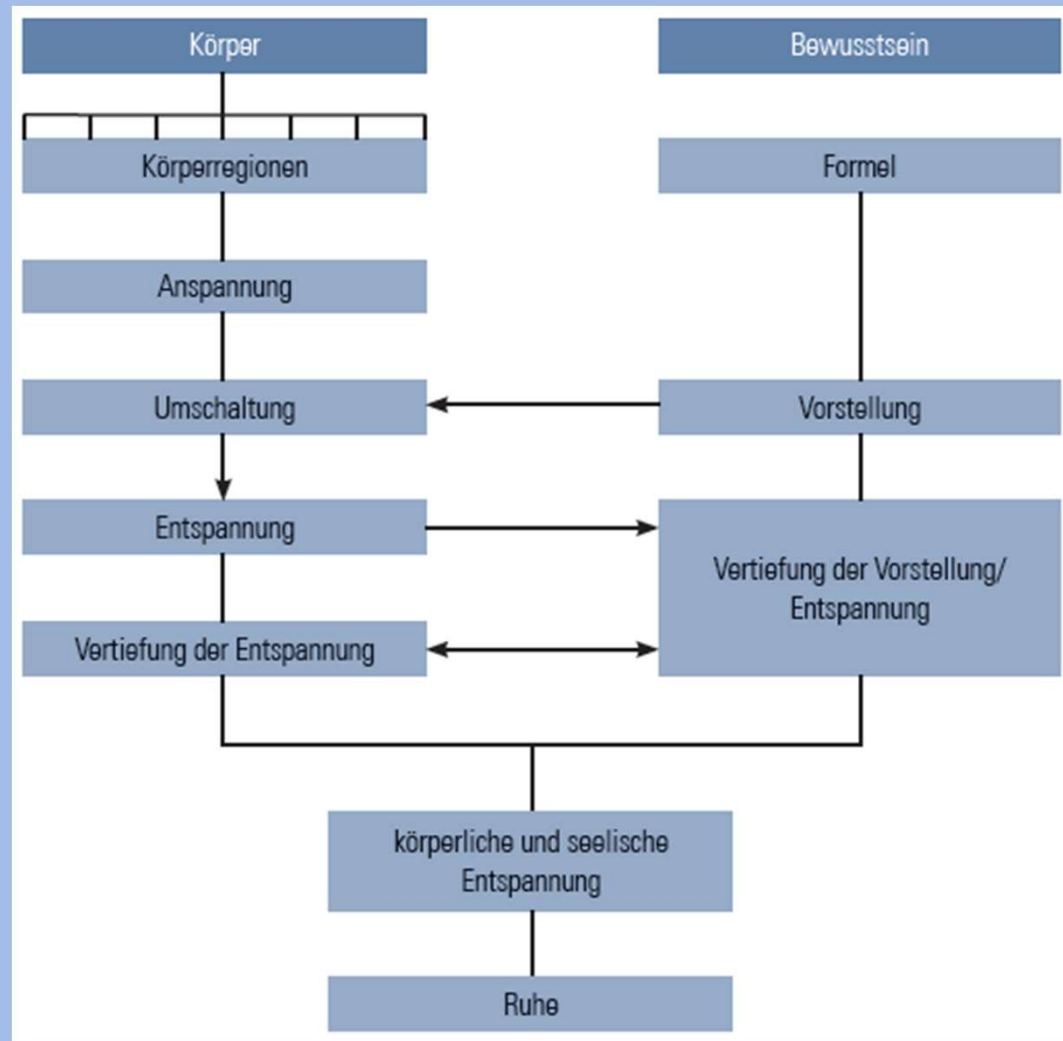 Körper
Bewusstsein
Körperregionen
Formel
Anspannung
Umschaltung
Vorstellung
Entspannung
Vertiefung der Vorstellung/
Entspannung
Vertiefung der Entspannung
körperliche und seelische
Entspannung
Ruhe